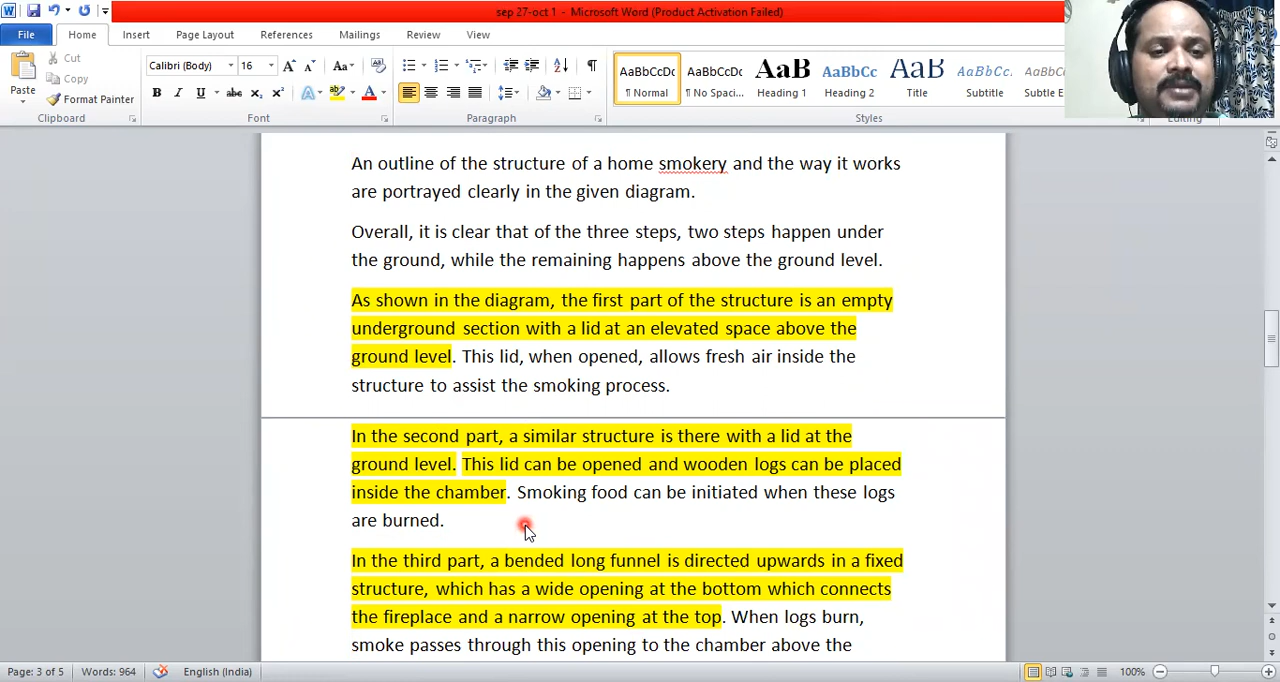 sep 27-oct 1 - Microsoft Word (Product Activation Failed)
File Home Insert Page Layout References Mailings Review View
Paste
Cut
Copy
Format Painter
Calibri (Body) 16
Clipboard Font Paragraph Styles Editing
AaBbCcDc AaBbCcDc AaB AaBbCc AaB AaBbCc. AaBbC
¶ Normal ¶ No Spaci... Heading 1 Heading 2 Title Subtitle Subtle E
An outline of the structure of a home smokery and the way it works
are portrayed clearly in the given diagram.
Overall, it is clear that of the three steps, two steps happen under
the ground, while the remaining happens above the ground level.
As shown in the diagram, the first part of the structure is an empty
underground section with a lid at an elevated space above the
ground level. This lid, when opened, allows fresh air inside the
structure to assist the smoking process.
In the second part, a similar structure is there with a lid at the
ground level. This lid can be opened and wooden logs can be placed
inside the chamber. Smoking food can be initiated when these logs
are burned.
In the third part, a bended long funnel is directed upwards in a fixed
structure, which has a wide opening at the bottom which connects
the fireplace and a narrow opening at the top. When logs burn,
smoke passes through this opening to the chamber above the
Page: 3 of 5 Words: 964 English (India) 100%